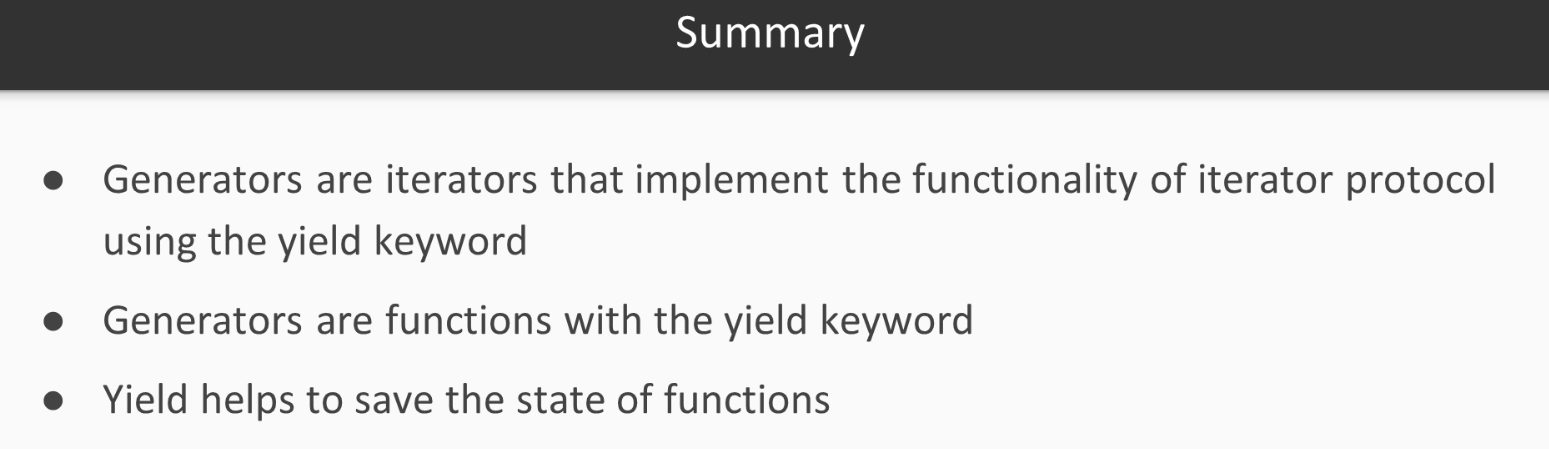 Summary
● Generators are iterators that implement the functionality of iterator protocol
using the yield keyword
● Generators are functions with the yield keyword
● Yield helps to save the state of functions